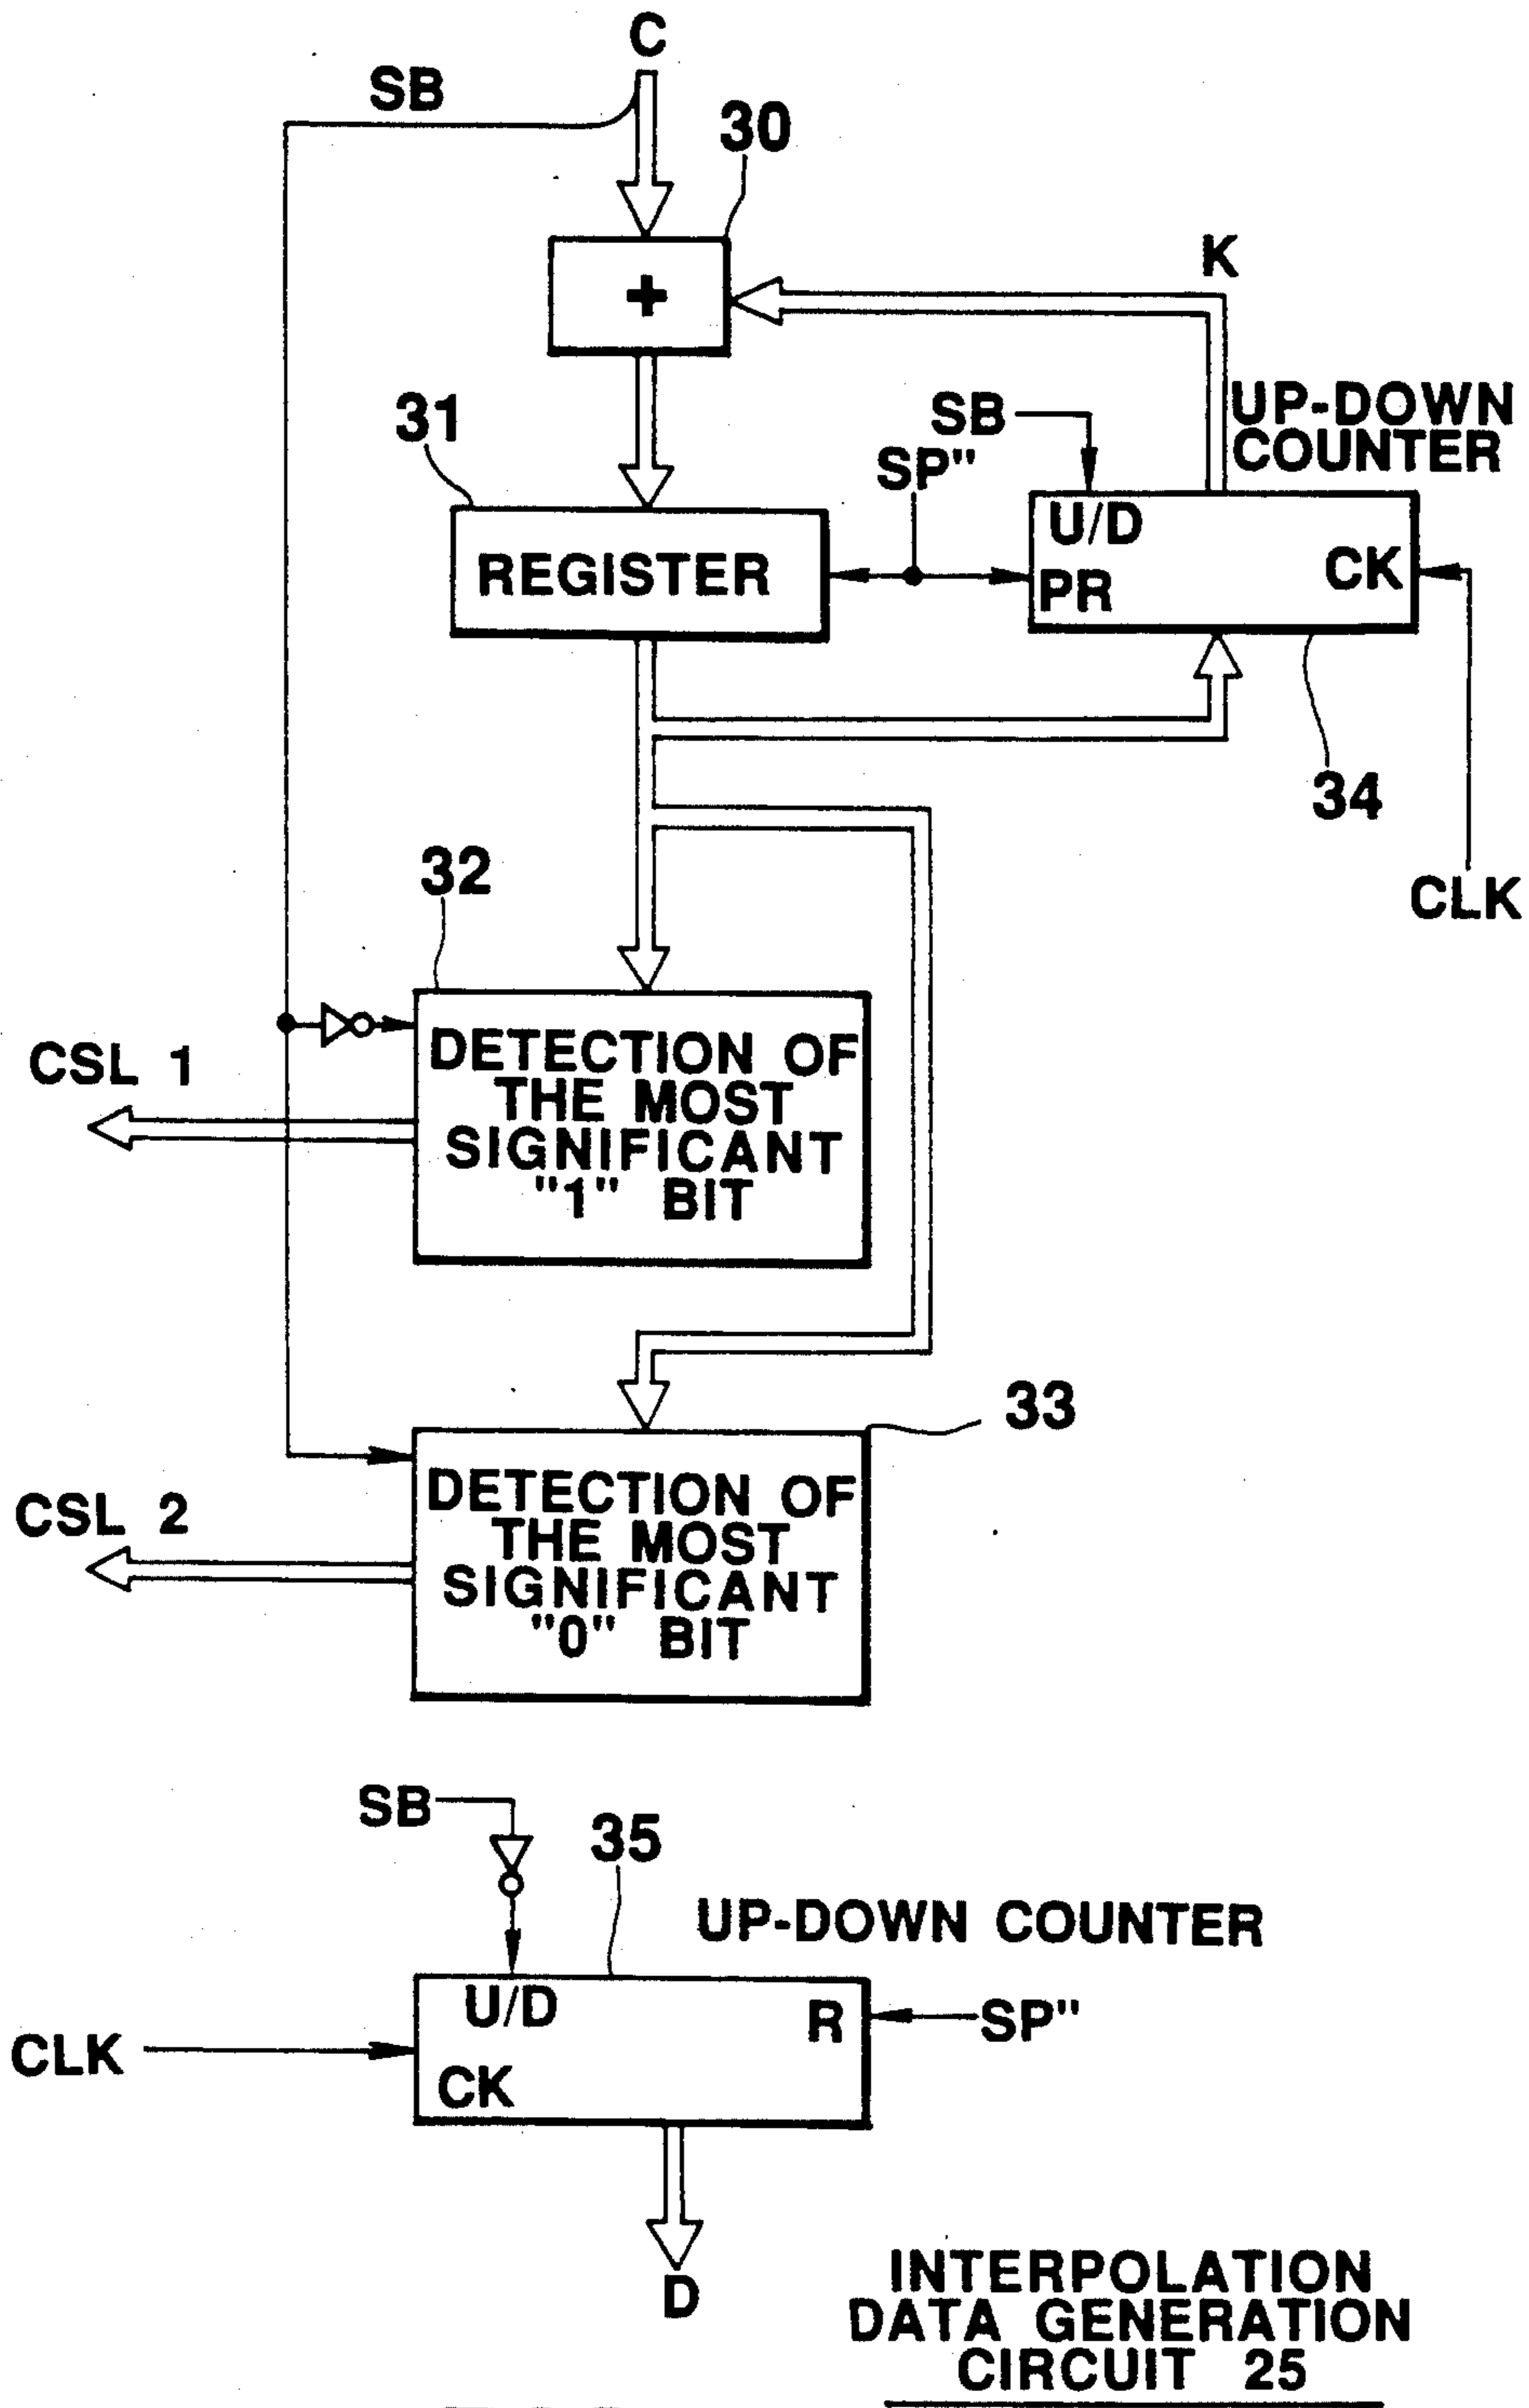 C
SB
30
+
K
31
SB
UP-DOWN
COUNTER
SP"
U/D
REGISTER
CK
PR
34
32
CLK
CSL 1
DETECTION OF
THE MOST
SIGNIFICANT
"1" BIT
33
CSL 2
DETECTION OF
THE MOST
SIGNIFICANT
"0" BIT
SB
35
UP-DOWN COUNTER
U/D
R
SP"
CLK
CK
D
INTERPOLATION
DATA GENERATION
CIRCUIT 25